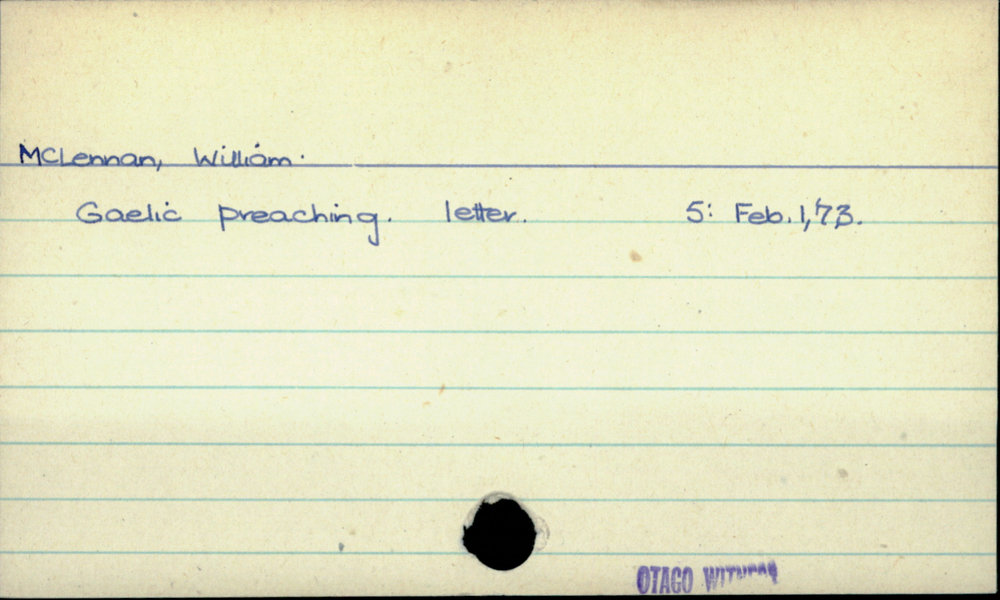 McLennan, William.
Gaelic preaching. letter. 5: Feb. 1, 73.
OTAGO WITNESS